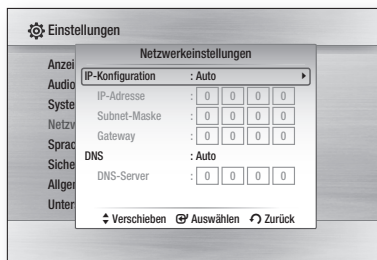 Einstellungen
Netzwerkeinstellungen
Anzei
Audio
Syste
Netzw
Sprac
Siche
Allger
Unter
IP-Konfiguration : Auto
IP-Adresse : 0 0 0 0
Subnet-Maske : 0 0 0 0
Gateway : 0 0 0 0
DNS : Auto
DNS-Server : 0 0 0 0
Verschieben Auswählen Zurück